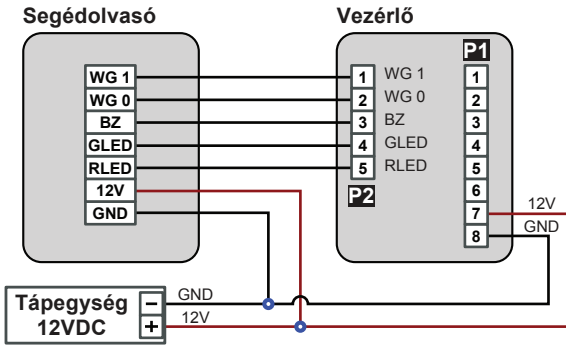 Segédolvasó
WG 1
WG 0
BZ
GLED
RLED
12V
GND
Vezérlő
P1
1 WG 1
2 WG 0
3 BZ
4 GLED
5 RLED
P2
1
2
3
4
5
6
7
8
12V
GND
Tápegység
12VDC
−
+
GND
12V